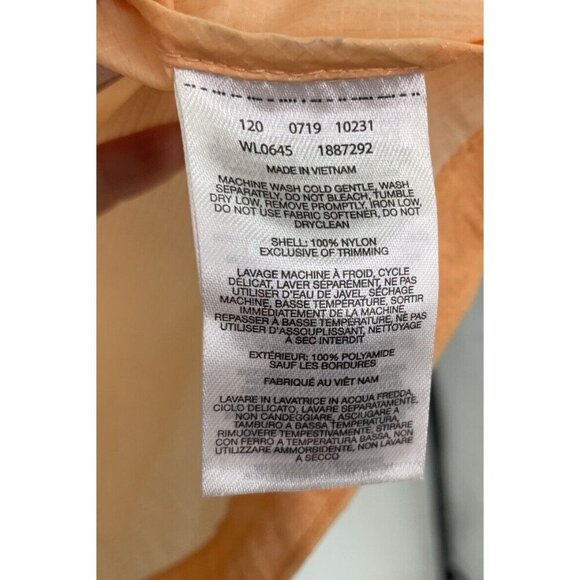 120 0719 10231
WL0645 1887292
MADE IN VIETNAM
MACHINE WASH COLD GENTLE, WASH
SEPARATELY, DO NOT BLEACH, TUMBLE
DRY LOW, REMOVE PROMPTLY, IRON LOW,
DO NOT USE FABRIC SOFTENER, DO NOT
DRYCLEAN
SHELL: 100% NYLON
EXCLUSIVE OF TRIMMING
LAVAGE MACHINE À FROID, CYCLE
DÉLICAT, LAVER SÉPARÉMENT, NE PAS
UTILISER D'EAU DE JAVEL, SÉCHAGE
MACHINE, BASSE TEMPÉRATURE, SORTIR
IMMÉDIATEMENT DE LA MACHINE,
REPASSER À BASSE TEMPÉRATURE, NE PAS
UTILISER D'ASSOUPLISSANT, NETTOYAGE
A SEC INTERDIT
EXTÉRIEUR: 100% POLYAMIDE
SAUF LES BORDURES
FABRIQUÉ AU VIÊT NAM
LAVARE IN LAVATRICE IN ACQUA FREDDA,
CICLO DELICATO, LAVARE SEPARATAMENTE,
NON CANDEGGIARE, ASCIUGARE A
TAMBURO A BASSA TEMPERATURA,
RIMUOVERE TEMPESTIVAMENTE, STIRARE
CON FERRO A TEMPERATURA BASSA, NON
UTILIZZARE AMMORBIDENTE, NON LAVARE
A SECCO